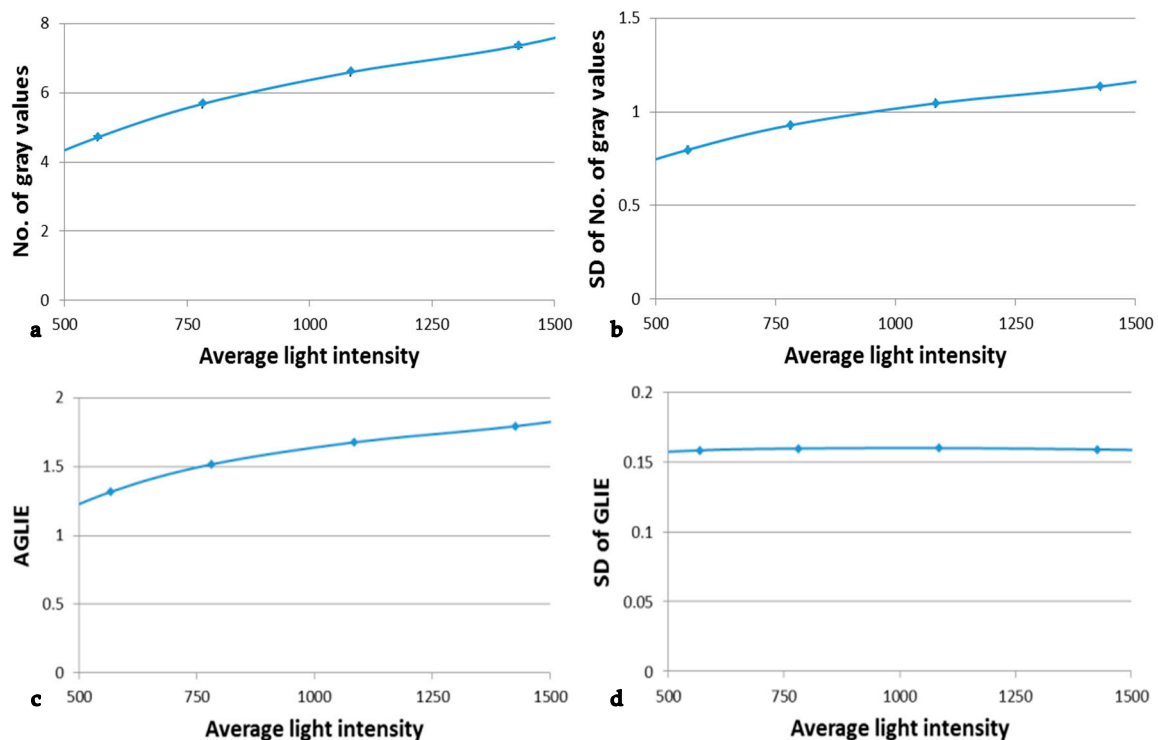 No. of gray values
8
6
4
2
0
500 750 1000 1250 1500
a
Average light intensity
SD of No. of gray values
1.5
1
0.5
0
500 750 1000 1250 1500
b
Average light intensity
AGLIE
2
1.5
1
0.5
0
500 750 1000 1250 1500
c
Average light intensity
SD of GLIE
0.2
0.15
0.1
0.05
0
500 750 1000 1250 1500
d
Average light intensity